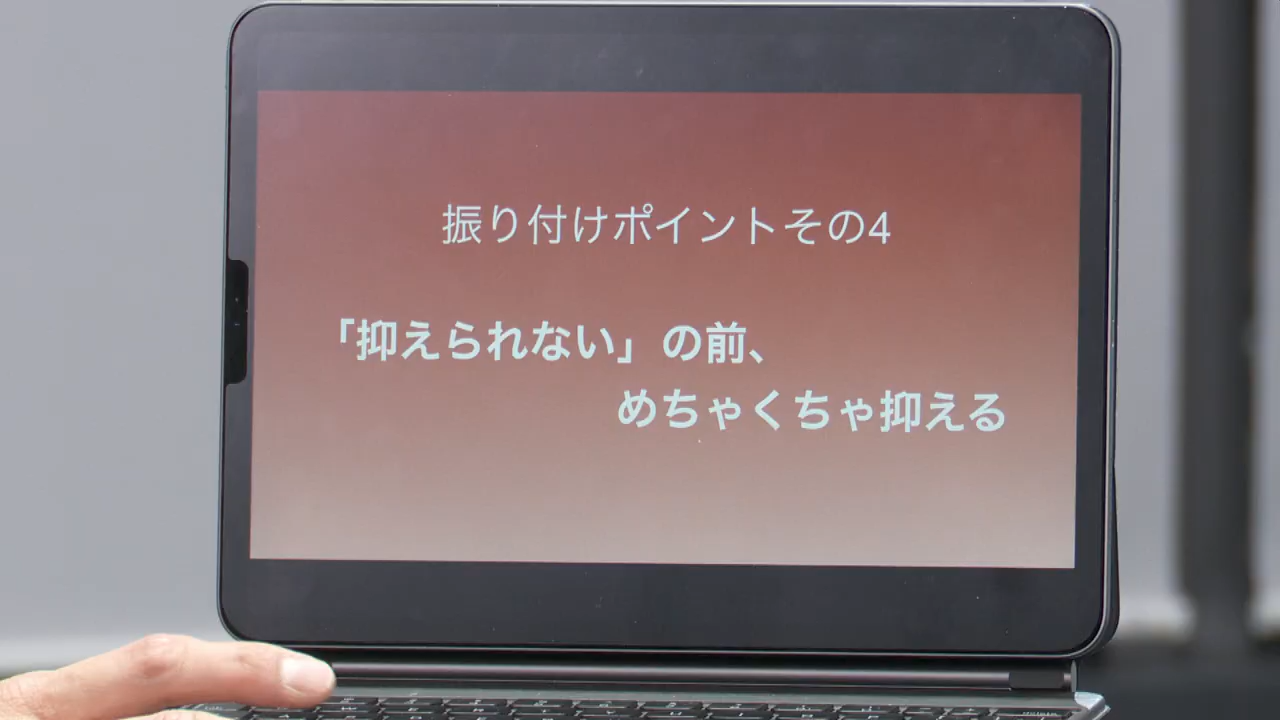 振り付けポイントその4
「抑えられない」の前、
めちゃくちゃ抑える